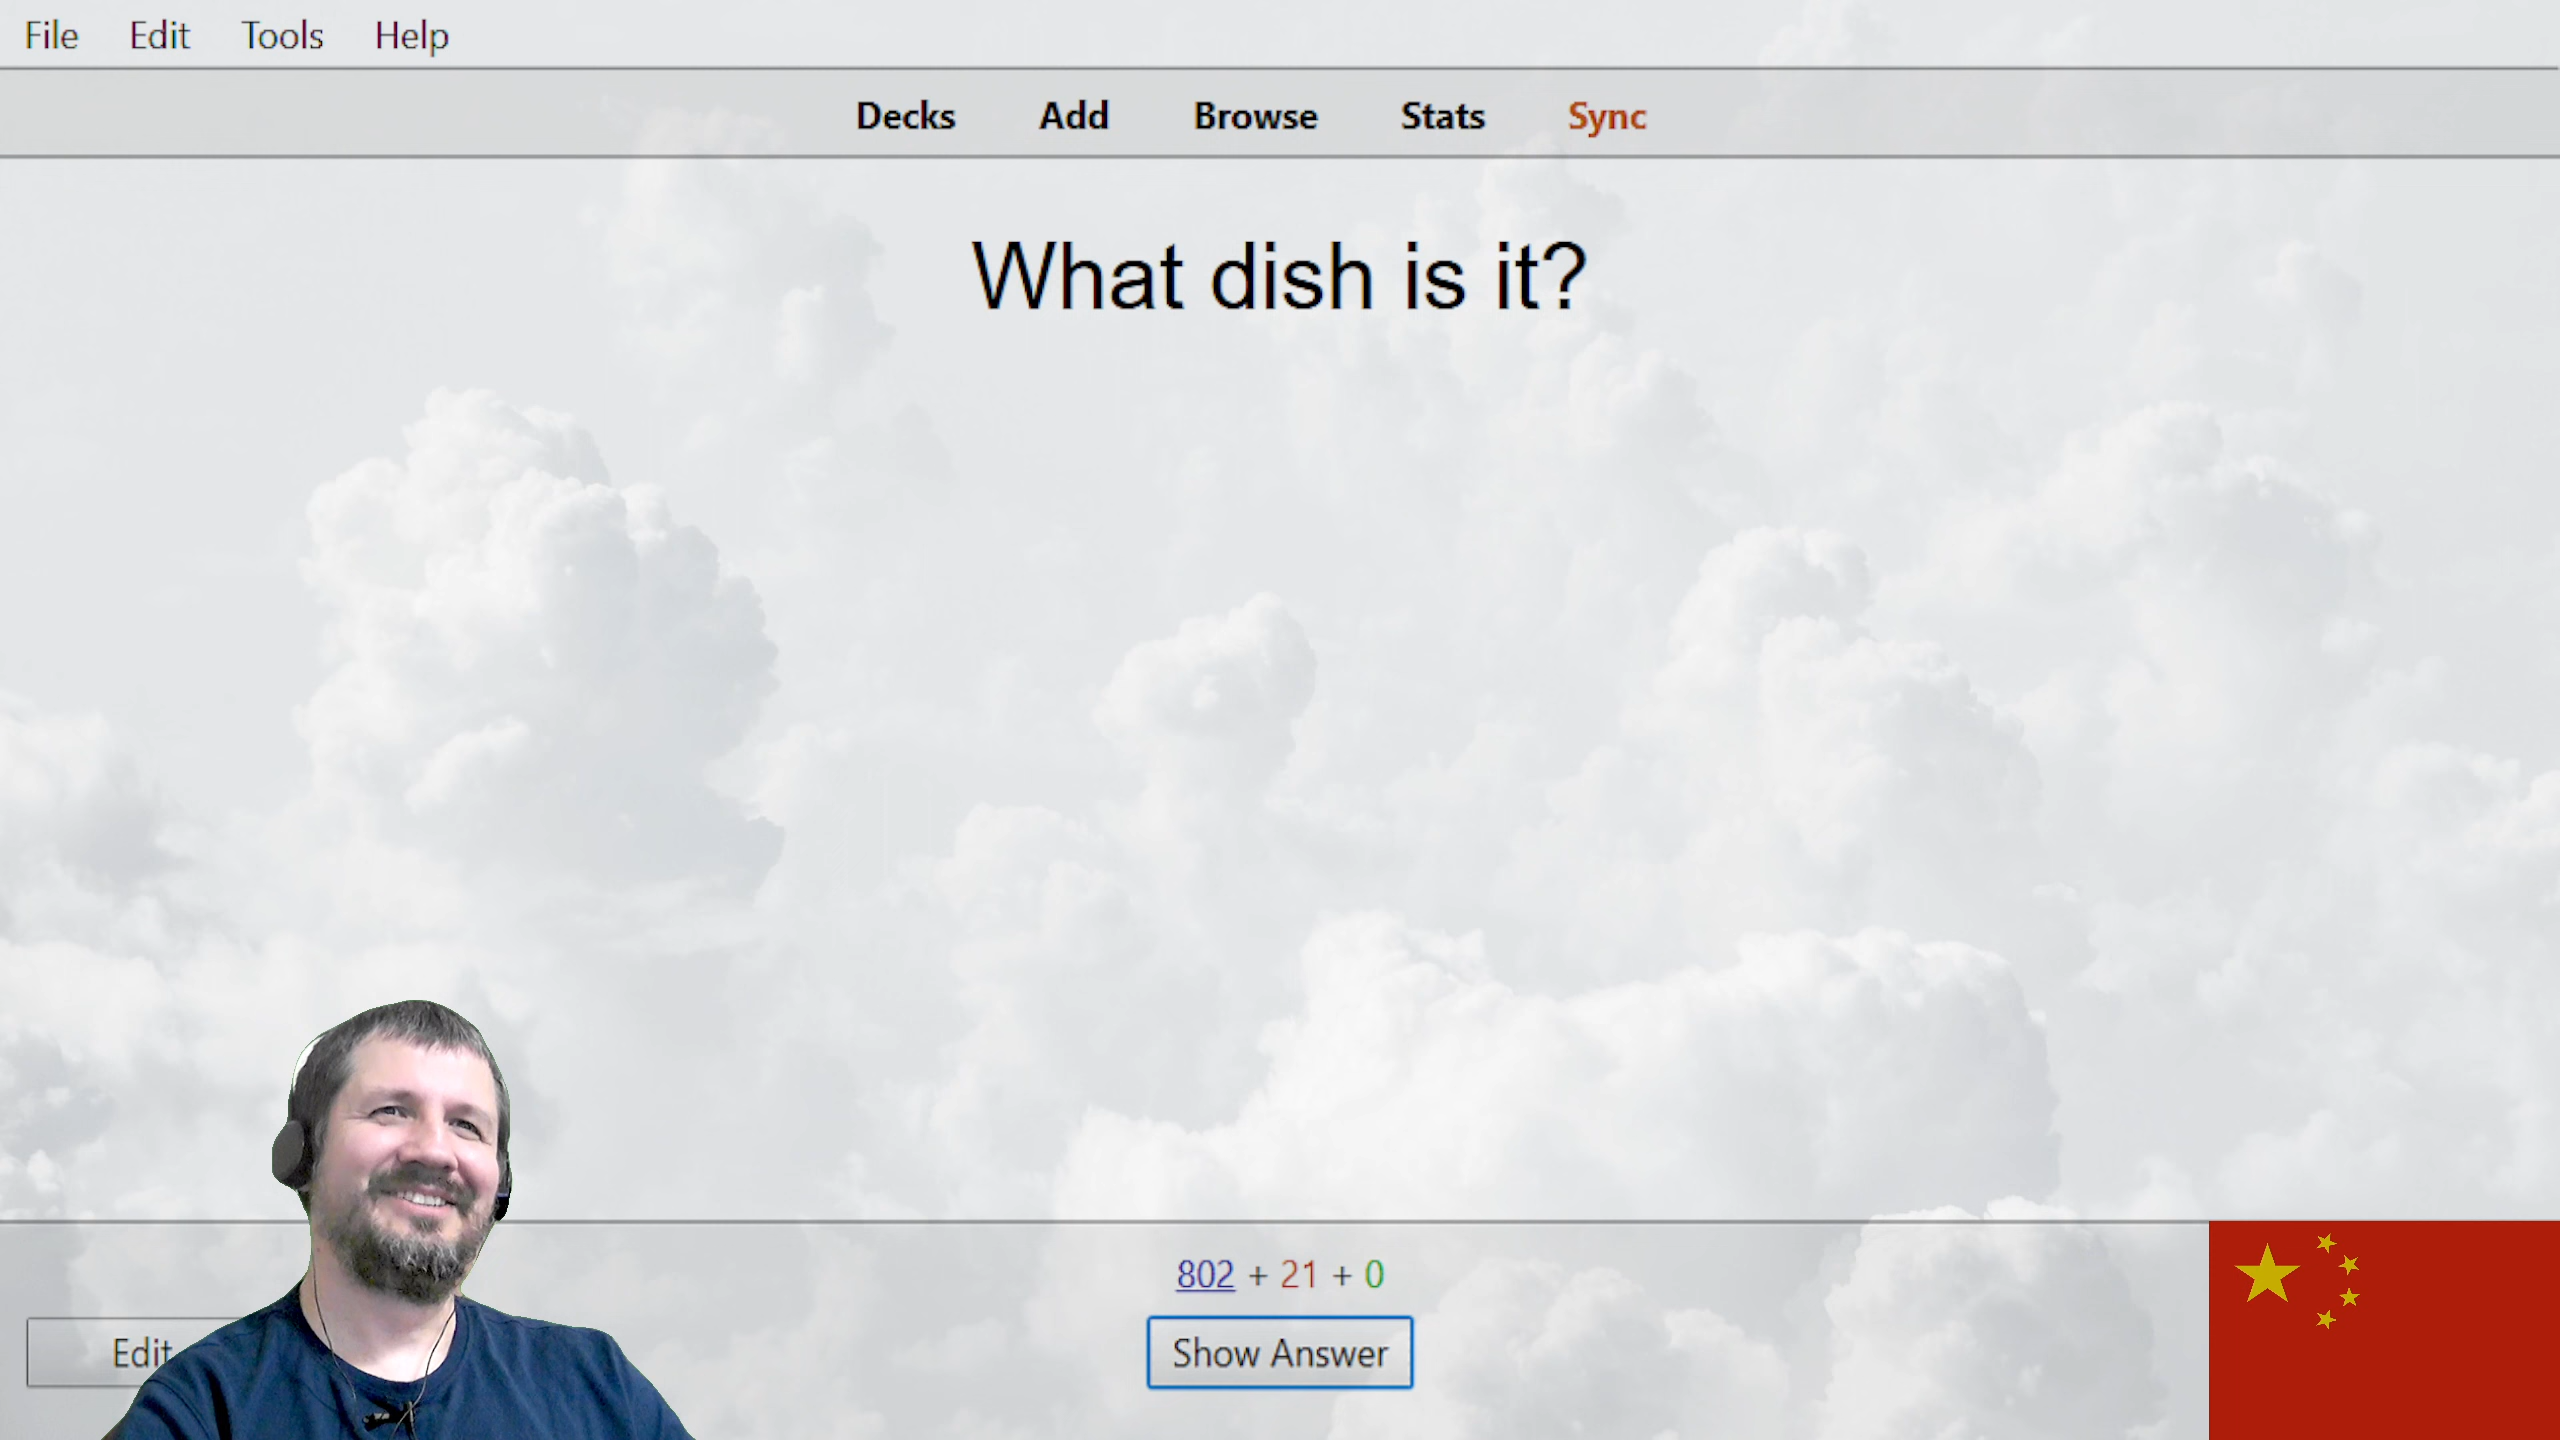 File Edit Tools Help
Decks Add Browse Stats Sync
What dish is it?
802 + 21 + 0
Edit
Show Answer